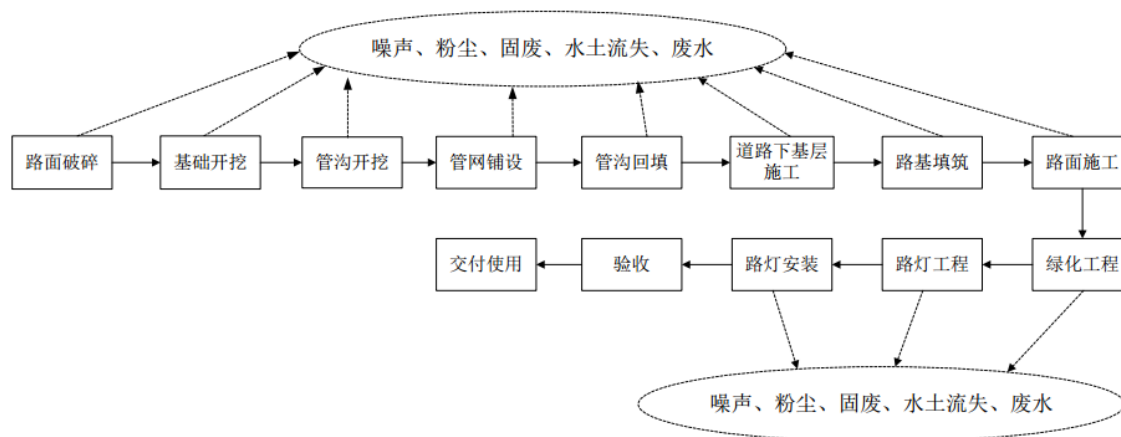 噪声、粉尘、固废、水土流失、废水
路面破碎
基础开挖
管沟开挖
管网铺设
管沟回填
道路下基层
施工
路基填筑
路面施工
交付使用
验收
路灯安装
路灯工程
绿化工程
噪声、粉尘、固废、水土流失、废水